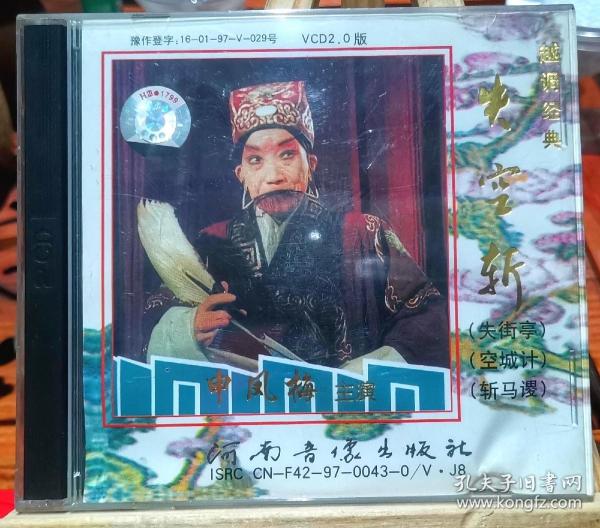 豫作登字:16-01-97-V-029号 VCD2.0版
越调经典
失空斩
(失街亭)
(空城计)
(斩马谡)
申凤梅 主演
河南音像出版社
ISRC CN-F42-97-0043-0/V·J8
孔夫子旧书网
kongfz.com